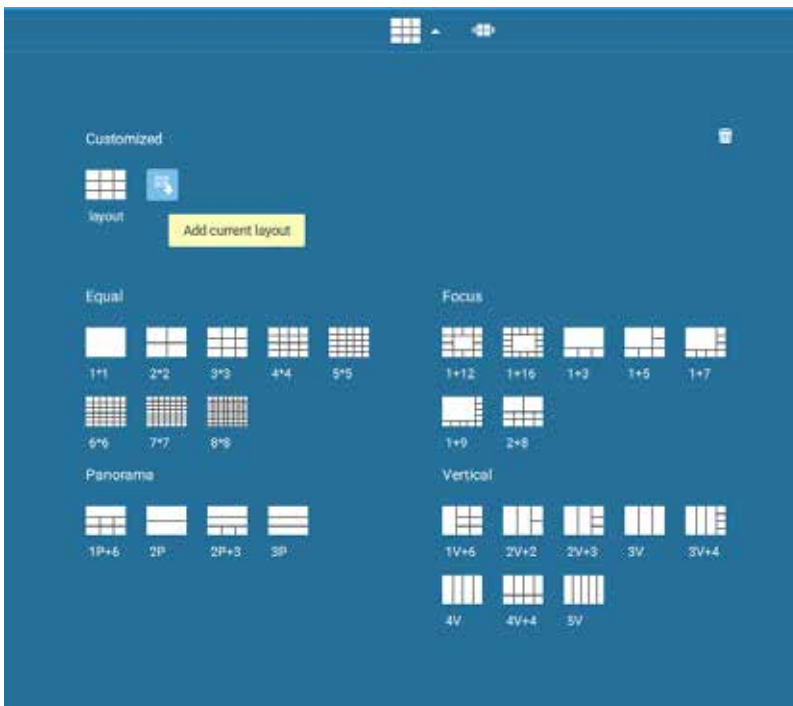 Customized
layout
Add current layout
Equal
1*1 2*2 3*3 4*4 5*5
6*6 7*7 8*8
Focus
1+12 1+16 1+3 1+5 1+7
1+9 2+8
Panorama
1P+6 2P 2P+3 3P
Vertical
1V+6 2V+2 2V+3 3V 3V+4
4V 4V+4 5V